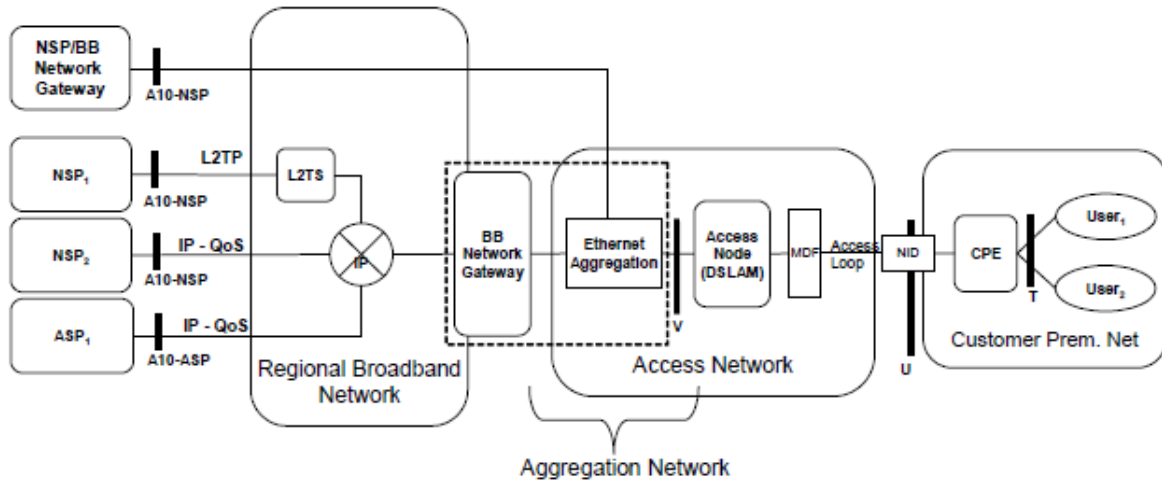 NSP/BB
Network
Gateway
A10-NSP
L2TP
NSP1
L2TS
A10-NSP
IP - QoS
NSP2
IP
A10-NSP
IP - QoS
ASP1
A10-ASP
Regional Broadband
Network
BB
Network
Gateway
Ethernet
Aggregation
V
Access
Node
(DSLAM)
MDF
Access
Loop
Access Network
NID
U
CPE
T
User1
User2
Customer Prem. Net
Aggregation Network